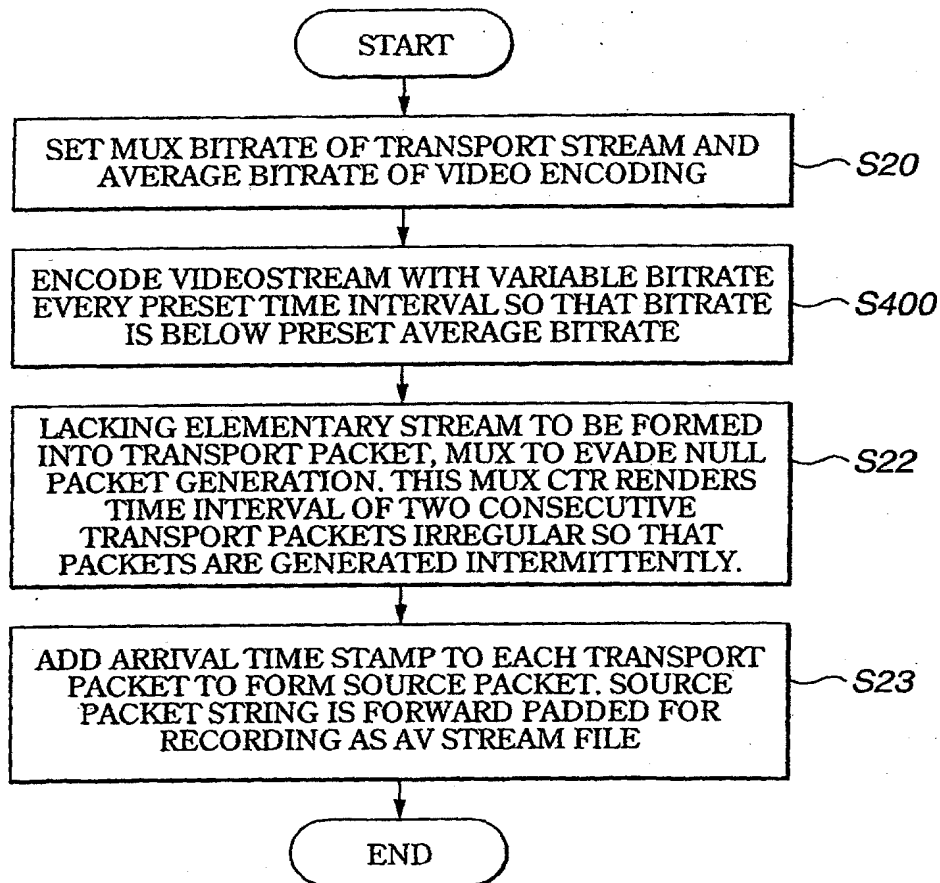 START
SET MUX BITRATE OF TRANSPORT STREAM AND
AVERAGE BITRATE OF VIDEO ENCODING
S20
ENCODE VIDEOSTREAM WITH VARIABLE BITRATE
EVERY PRESET TIME INTERVAL SO THAT BITRATE
IS BELOW PRESET AVERAGE BITRATE
S400
LACKING ELEMENTARY STREAM TO BE FORMED
INTO TRANSPORT PACKET, MUX TO EVADE NULL
PACKET GENERATION. THIS MUX CTR RENDERS
TIME INTERVAL OF TWO CONSECUTIVE
TRANSPORT PACKETS IRREGULAR SO THAT
PACKETS ARE GENERATED INTERMITTENTLY.
S22
ADD ARRIVAL TIME STAMP TO EACH TRANSPORT
PACKET TO FORM SOURCE PACKET. SOURCE
PACKET STRING IS FORWARD PADDED FOR
RECORDING AS AV STREAM FILE
S23
END